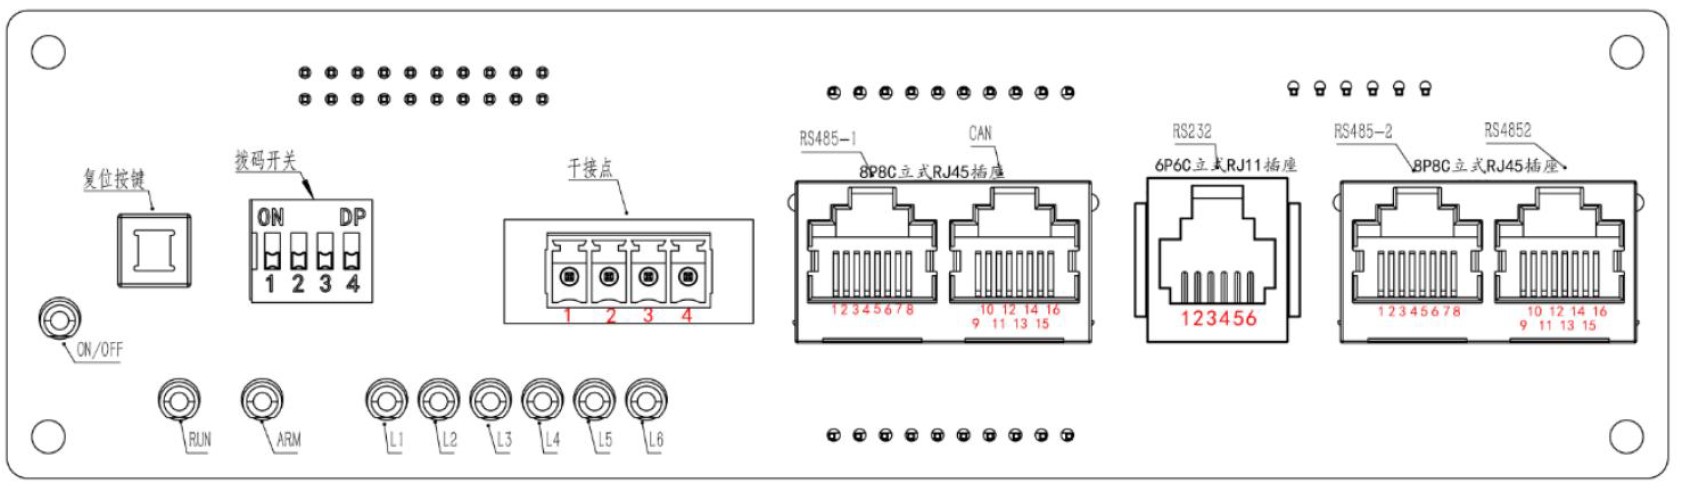 RS485-1
CAN
RS232
RS485-2
RS4852
拨码开关
干接点
8P8C立式RJ45插座
6P6C立式RJ11插座
8P8C立式RJ45插座
复位按键
ON DP
1 2 3 4
1 2 3 4
12345678
10 12 14 16
9 11 13 15
123456
12345678
10 12 14 16
9 11 13 15
ON/OFF
RUN
ARM
L1
L2
L3
L4
L5
L6